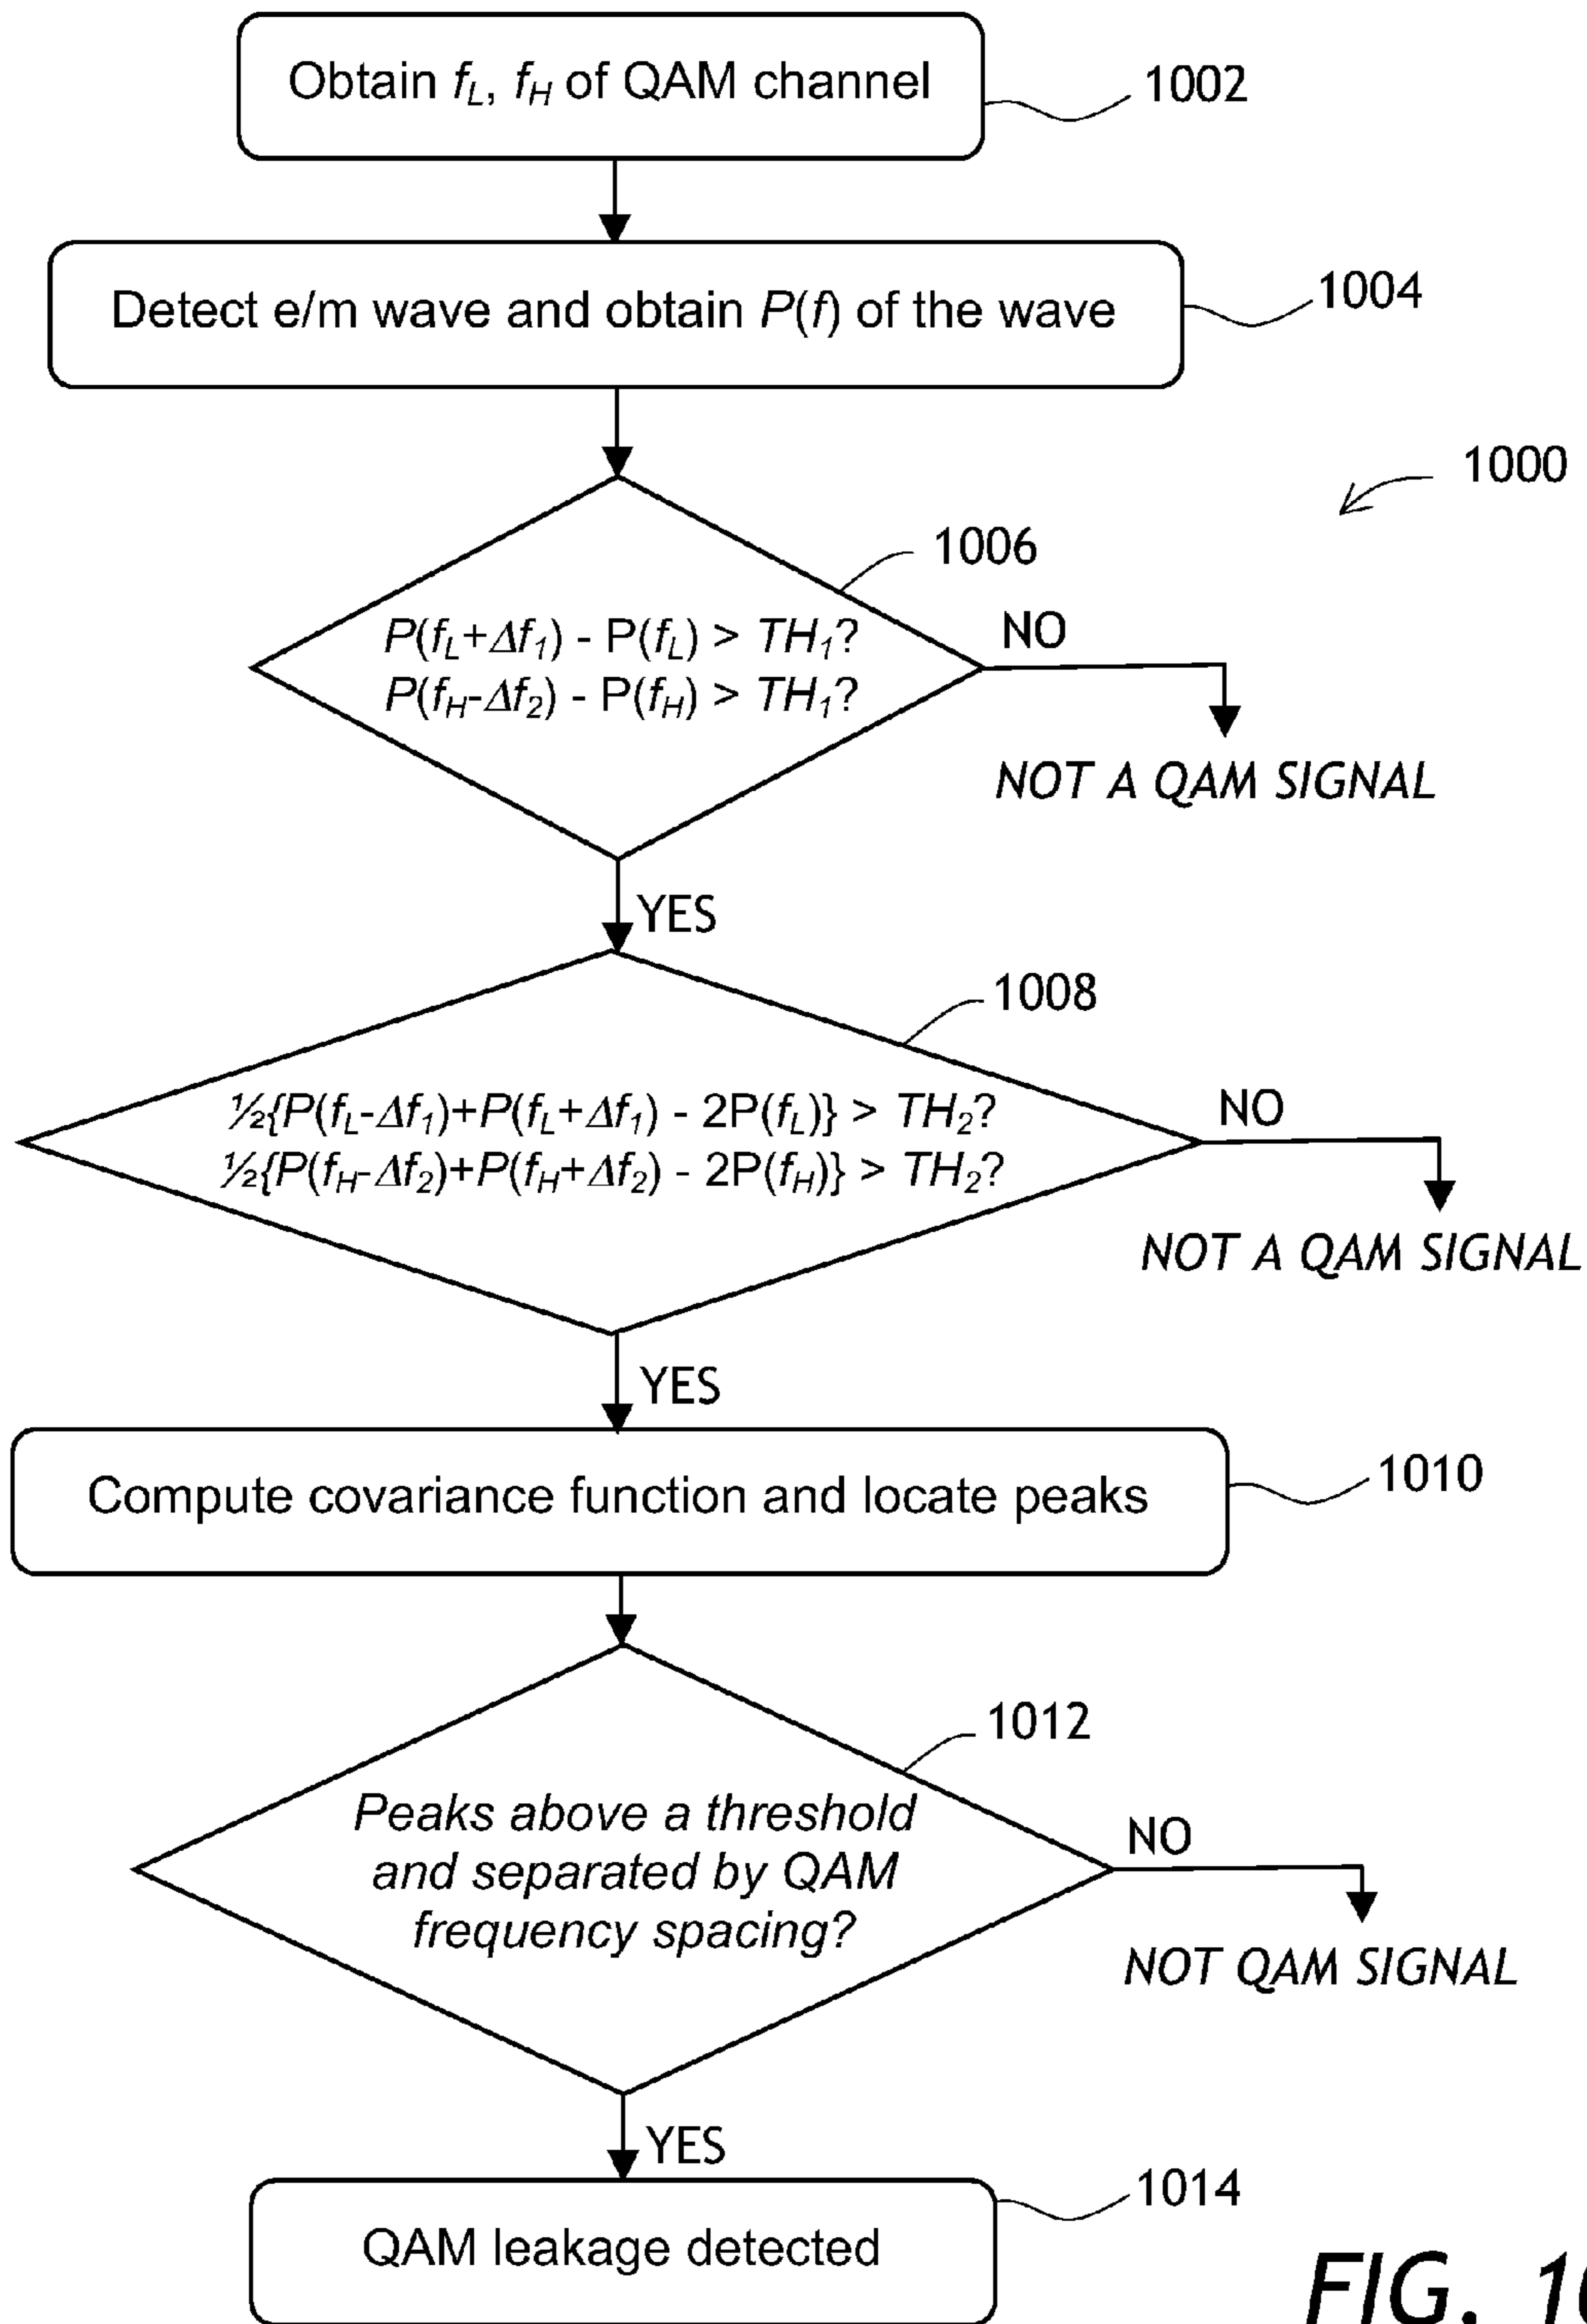 Obtain fL, fH of QAM channel
1002
Detect e/m wave and obtain P(f) of the wave
1004
1000
1006
P(fL+Δf1) - P(fL) > TH1?
P(fH-Δf2) - P(fH) > TH1?
NO
NOT A QAM SIGNAL
YES
1008
½{P(fL-Δf1)+P(fL+Δf1) - 2P(fL)} > TH2?
½{P(fH-Δf2)+P(fH+Δf2) - 2P(fH)} > TH2?
NO
NOT A QAM SIGNAL
YES
Compute covariance function and locate peaks
1010
1012
Peaks above a threshold
and separated by QAM
frequency spacing?
NO
NOT QAM SIGNAL
YES
QAM leakage detected
1014
FIG. 10